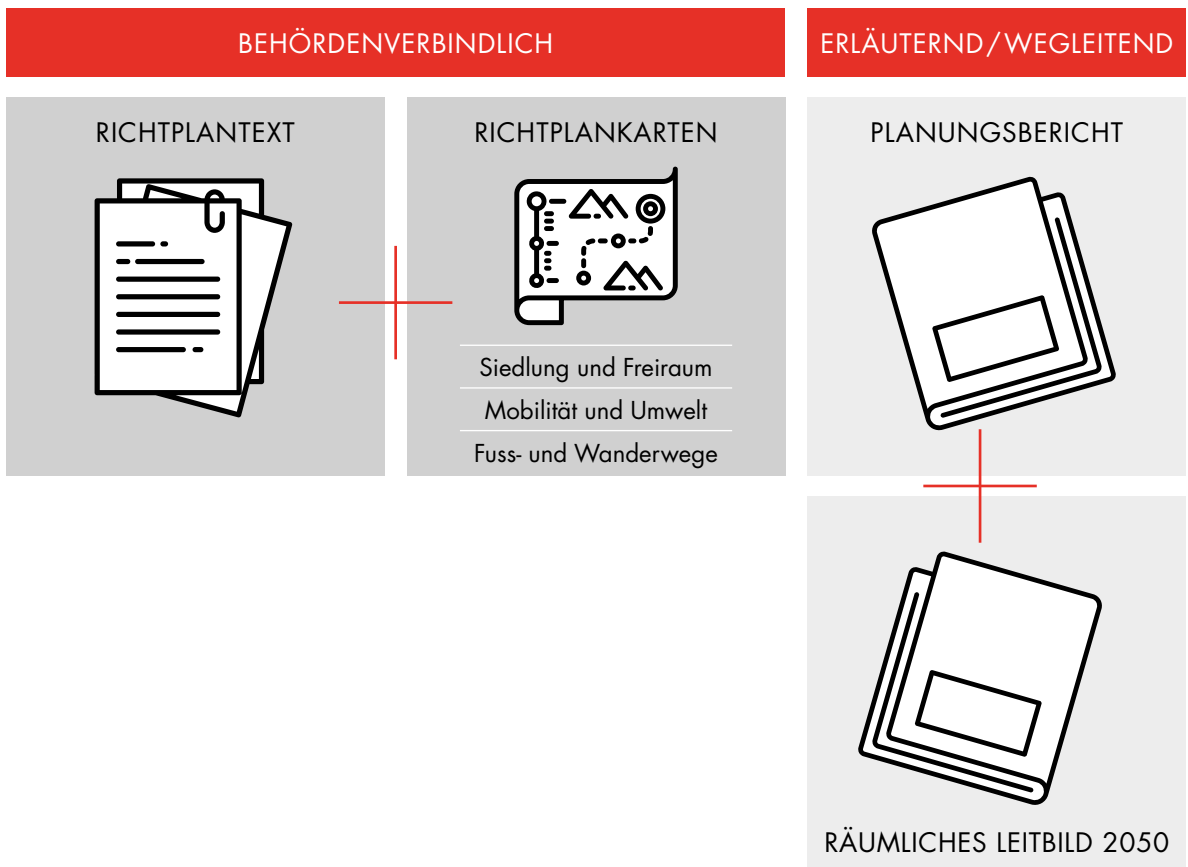 BEHÖRDENVERBINDLICH
ERLÄUTERND/WEGLEITEND
RICHTPLANTEXT
RICHTPLANKARTEN
Siedlung und Freiraum
Mobilität und Umwelt
Fuss- und Wanderwege
PLANUNGSBERICHT
RÄUMLICHES LEITBILD 2050